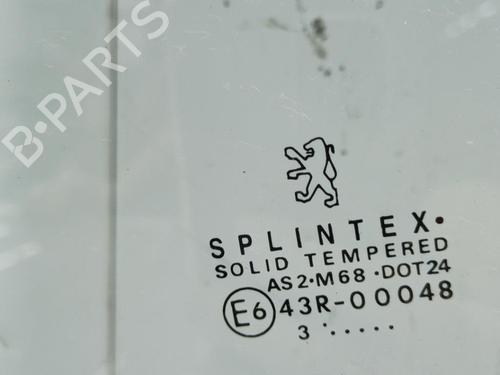 B-PARTS
SPLINTEX.
SOLID TEMPERED
AS2·M68·DOT24
E6 43R-00048
3 ·.....